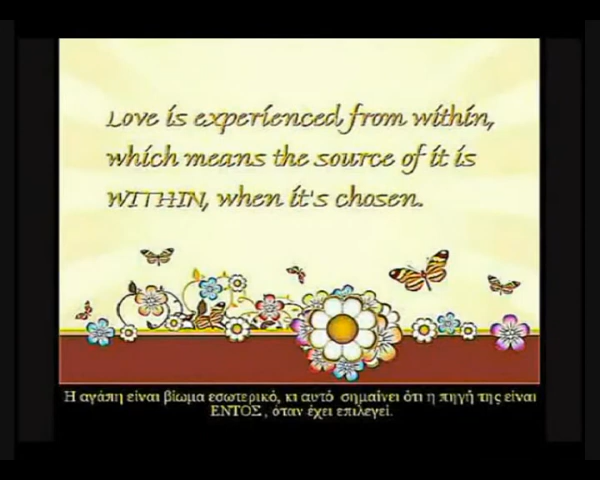 Love is experienced from within,
which means the source of it is
WITHIN, when it's chosen.
Η αγάπη είναι βίωμα εσωτερικό, κι αυτό σημαίνει ότι η πηγή της είναι
ΕΝΤΟΣ , όταν έχει επιλεγεί.